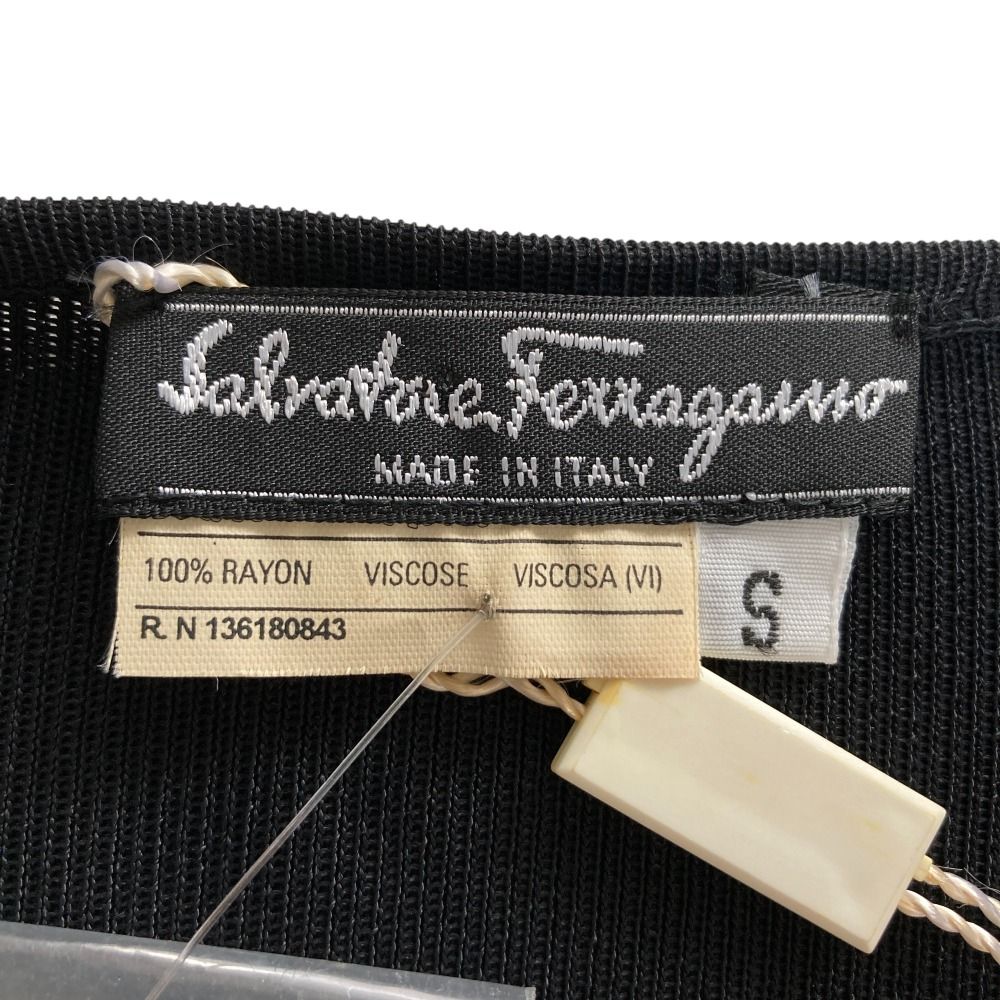 Salvatore Ferragamo
MADE IN ITALY
100% RAYON VISCOSE VISCOSA (VI)
R. N 136180843
S